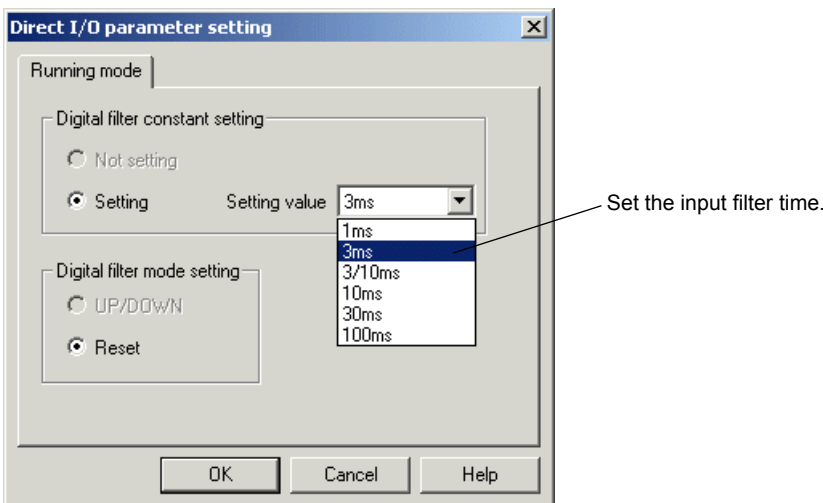 Direct I/O parameter setting
Running mode
Digital filter constant setting
Not setting
Setting Setting value 3ms
Set the input filter time.
1ms
3ms
3/10ms
10ms
30ms
100ms
Digital filter mode setting
UP/DOWN
Reset
OK Cancel Help